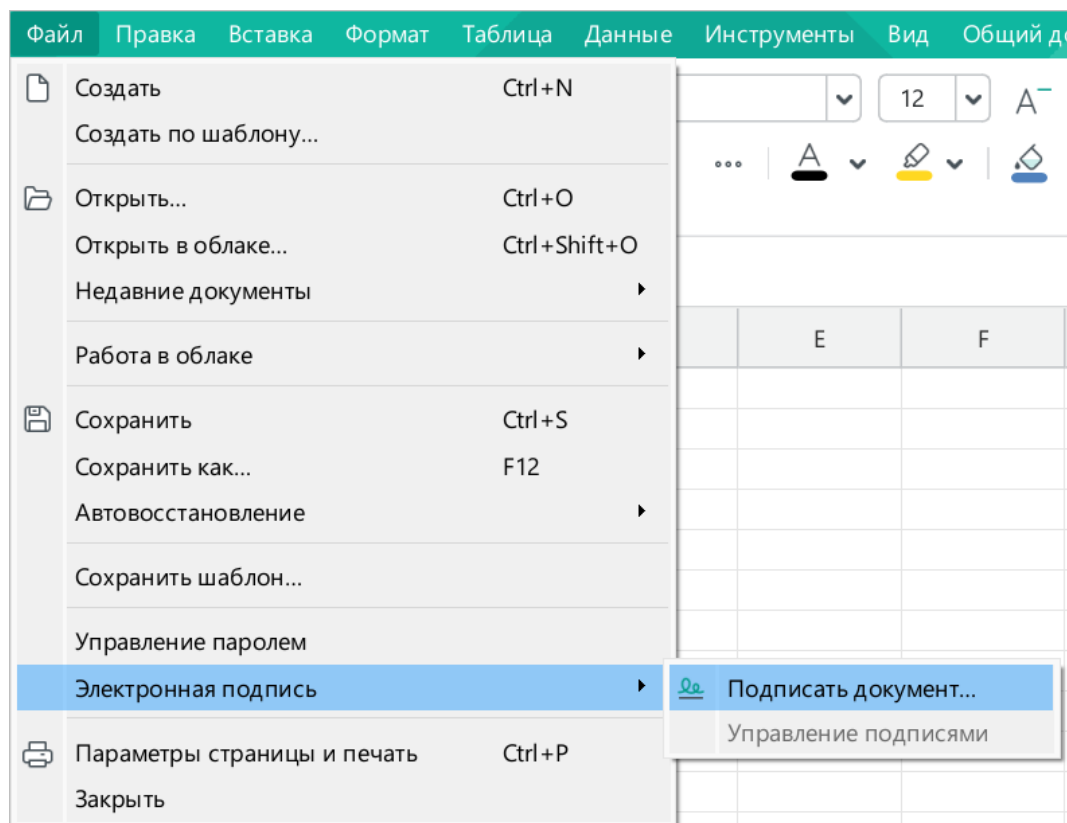 Файл Правка Вставка Формат Таблица Данные Инструменты Вид Общий
Создать Ctrl+N
12 A
Создать по шаблону...
A
Открыть... Ctrl+O
Открыть в облаке... Ctrl+Shift+O
Недавние документы
E F
Работа в облаке
Сохранить Ctrl+S
Сохранить как... F12
Автовосстановление
Сохранить шаблон...
Управление паролем
Электронная подпись
Подписать документ...
Управление подписями
Параметры страницы и печать Ctrl+P
Закрыть